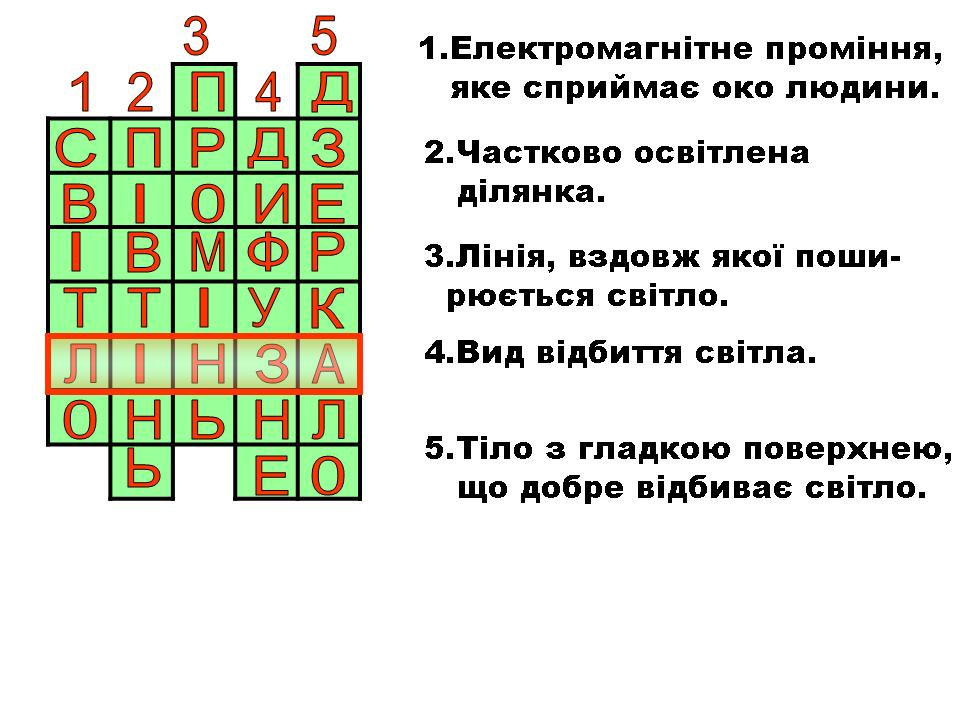 3 5
1 2 П 4 Д
С П Р Д З
В І О И Е
І В М Ф Р
Т Т І У К
Л І Н З А
О Н Ь Н Л
Ь Е О
1.Електромагнітне проміння,
яке сприймає око людини.
2.Частково освітлена
ділянка.
3.Лінія, вздовж якої поши-
рюється світло.
4.Вид відбиття світла.
5.Тіло з гладкою поверхнею,
що добре відбиває світло.